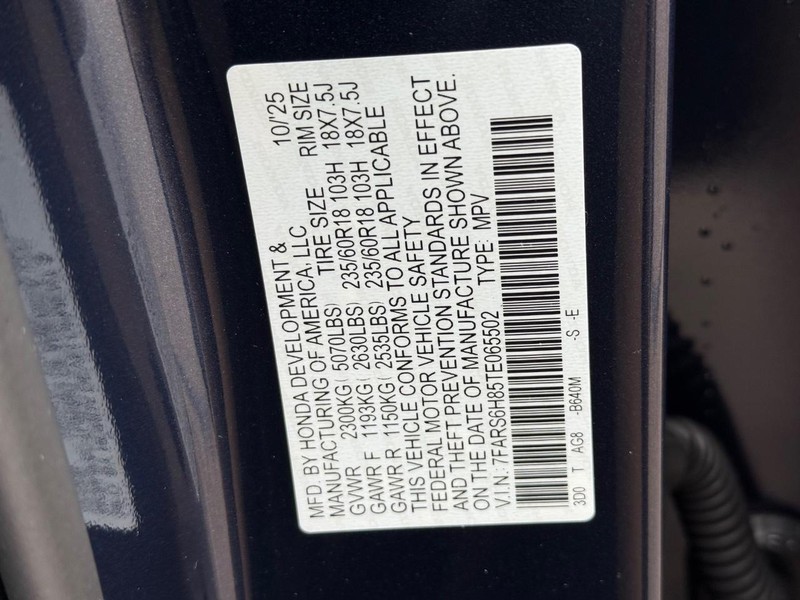 MFD. BY HONDA DEVELOPMENT & 10/'25
MANUFACTURING OF AMERICA, LLC TIRE SIZE RIM SIZE
GVWR 2300KG ( 5070LBS) 235/60R18 103H 18X7.5J
GAWR F 1193KG ( 2630LBS) 235/60R18 103H 18X7.5J
GAWR R 1150KG ( 2535LBS)
THIS VEHICLE CONFORMS TO ALL APPLICABLE
FEDERAL MOTOR VEHICLE SAFETY
AND THEFT PREVENTION STANDARDS IN EFFECT
ON THE DATE OF MANUFACTURE SHOWN ABOVE.
V.I.N.: 7FARS6H85TE065502 TYPE: MPV
3D0 T AG8 -B640M -S -E